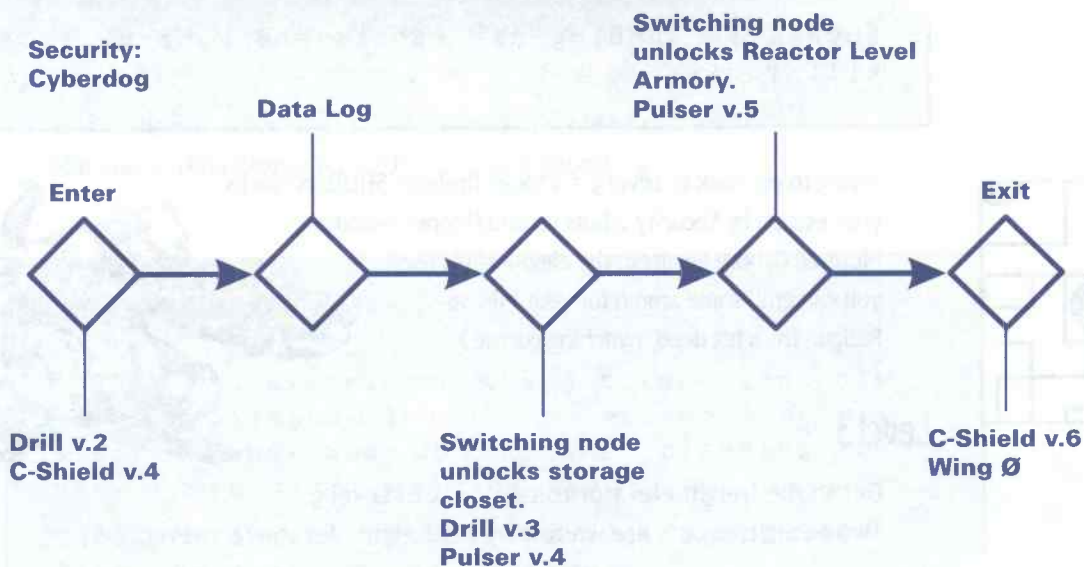 Security:
Cyberdog
Data Log
Switching node
unlocks Reactor Level
Armory.
Pulser v.5
Enter
Exit
Drill v.2
C-Shield v.4
Switching node
unlocks storage
closet.
Drill v.3
Pulser v.4
C-Shield v.6
Wing Ø